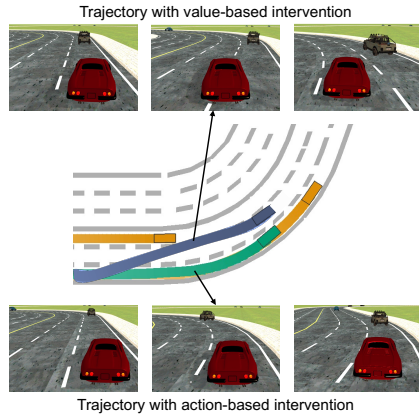 Trajectory with value-based intervention
Trajectory with action-based intervention